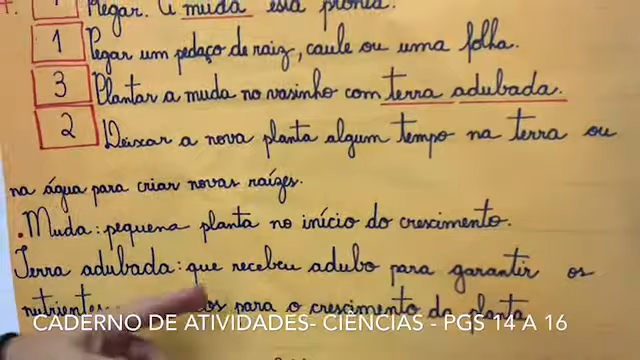 Regar. A muda está pronta.
1 Pegar um pedaço de raiz, caule ou uma folha.
3 Plantar a muda no vasinho com terra adubada.
2 Deixar a nova planta algum tempo na terra ou
na água para criar novas raízes.
. Muda: pequena planta no início do crescimento.
Terra adubada: que recebeu adubo para garantir os
para o crescimento da planta
CADERNO DE ATIVIDADES- CIÊNCIAS - PGS 14 A 16